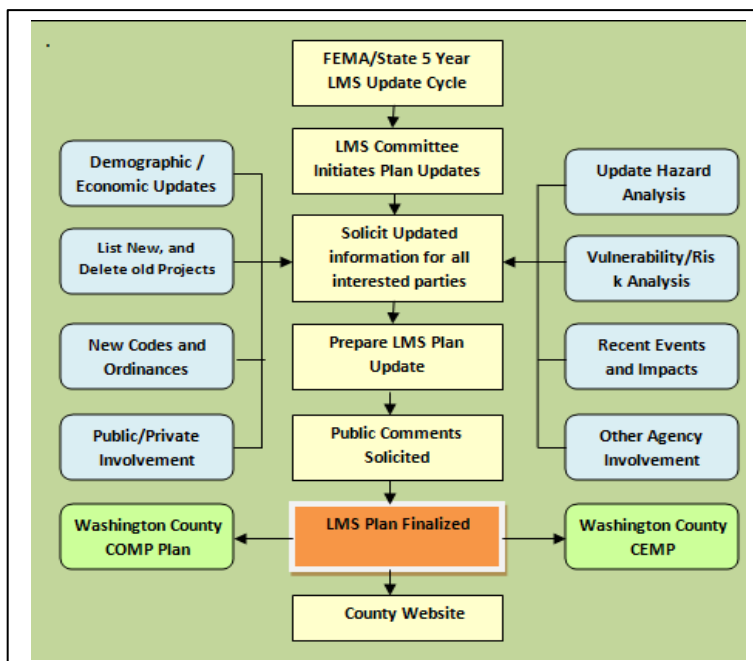 FEMA/State 5 Year
LMS Update Cycle
LMS Committee
Initiates Plan Updates
Demographic /
Economic Updates
Update Hazard
Analysis
List New, and
Delete old Projects
Solicit Updated
information for all
interested parties
Vulnerability/Ris
k Analysis
New Codes and
Ordinances
Prepare LMS Plan
Update
Recent Events
and Impacts
Public/Private
Involvement
Public Comments
Solicited
Other Agency
Involvement
Washington County
COMP Plan
LMS Plan Finalized
Washington County
CEMP
County Website